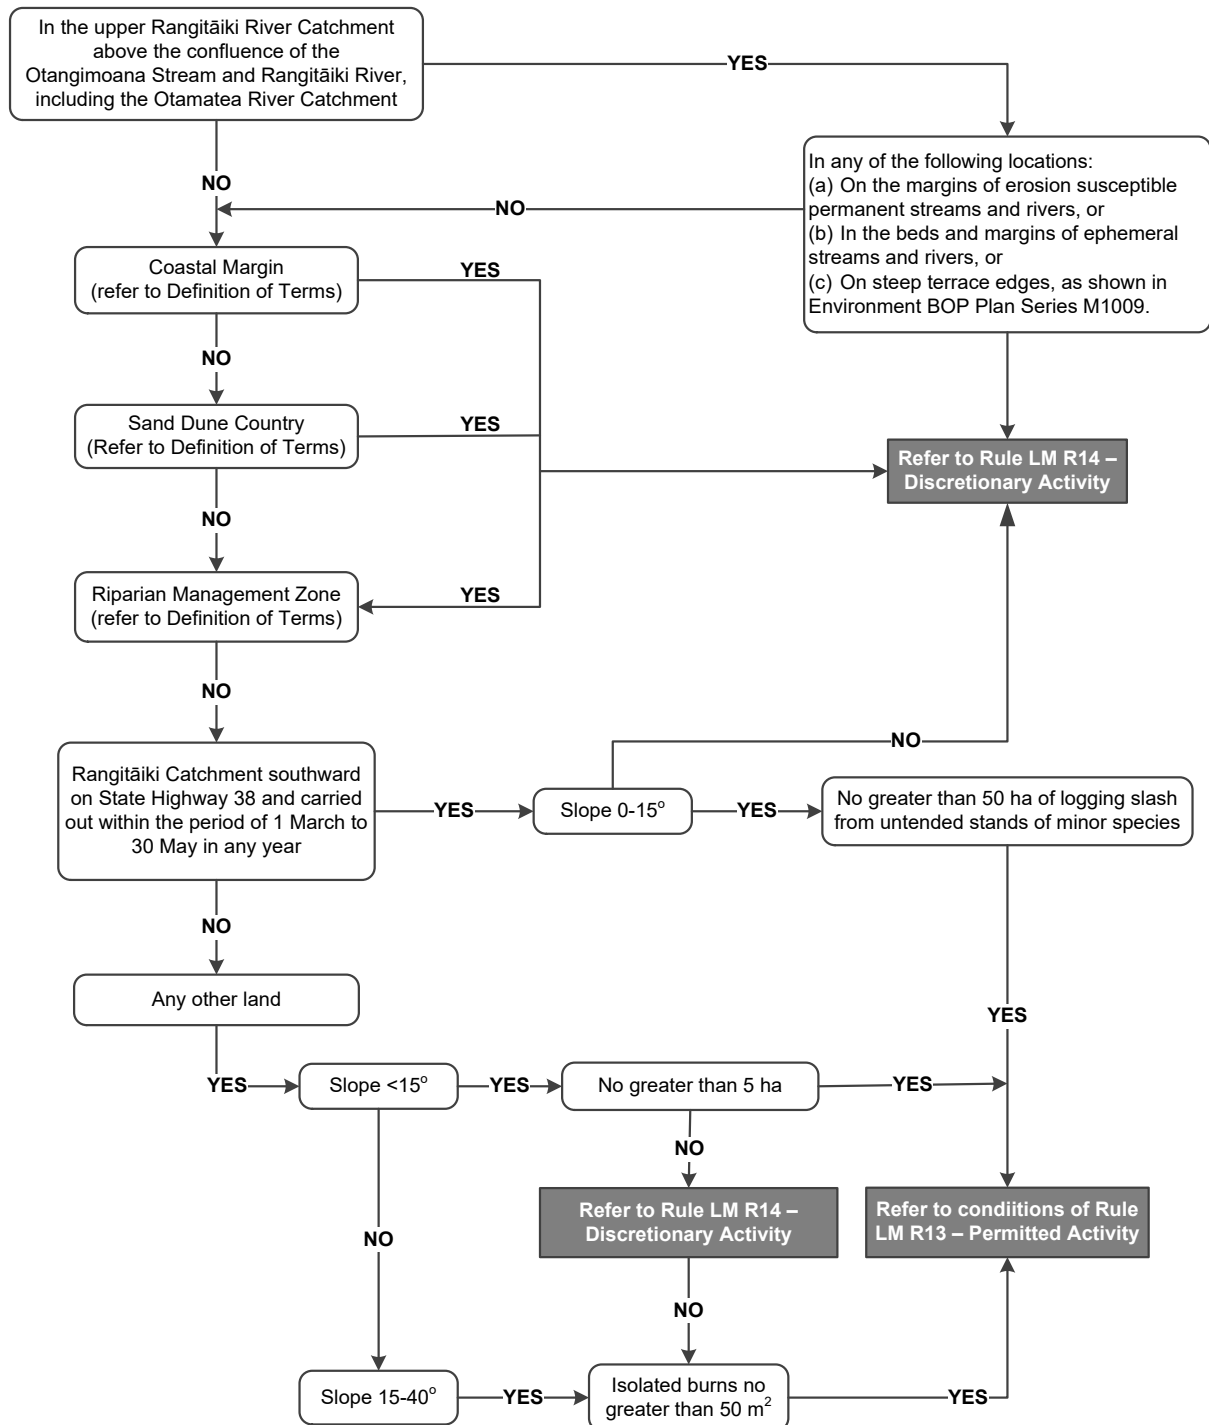 In the upper Rangitāiki River Catchment
above the confluence of the
Otangimoana Stream and Rangitāiki River,
including the Otamatea River Catchment
YES
NO
In any of the following locations:
(a) On the margins of erosion susceptible
permanent streams and rivers, or
(b) In the beds and margins of ephemeral
streams and rivers, or
(c) On steep terrace edges, as shown in
Environment BOP Plan Series M1009.
NO
Coastal Margin
(refer to Definition of Terms)
YES
NO
Sand Dune Country
(Refer to Definition of Terms)
YES
Refer to Rule LM R14 –
Discretionary Activity
NO
Riparian Management Zone
(refer to Definition of Terms)
YES
NO
NO
Rangitāiki Catchment southward
on State Highway 38 and carried
out within the period of 1 March to
30 May in any year
YES
Slope 0-15°
YES
No greater than 50 ha of logging slash
from untended stands of minor species
NO
Any other land
YES
YES
Slope <15°
YES
No greater than 5 ha
YES
NO
Refer to Rule LM R14 –
Discretionary Activity
Refer to condiitions of Rule
LM R13 – Permitted Activity
NO
NO
Slope 15-40°
YES
Isolated burns no
greater than 50 m²
YES